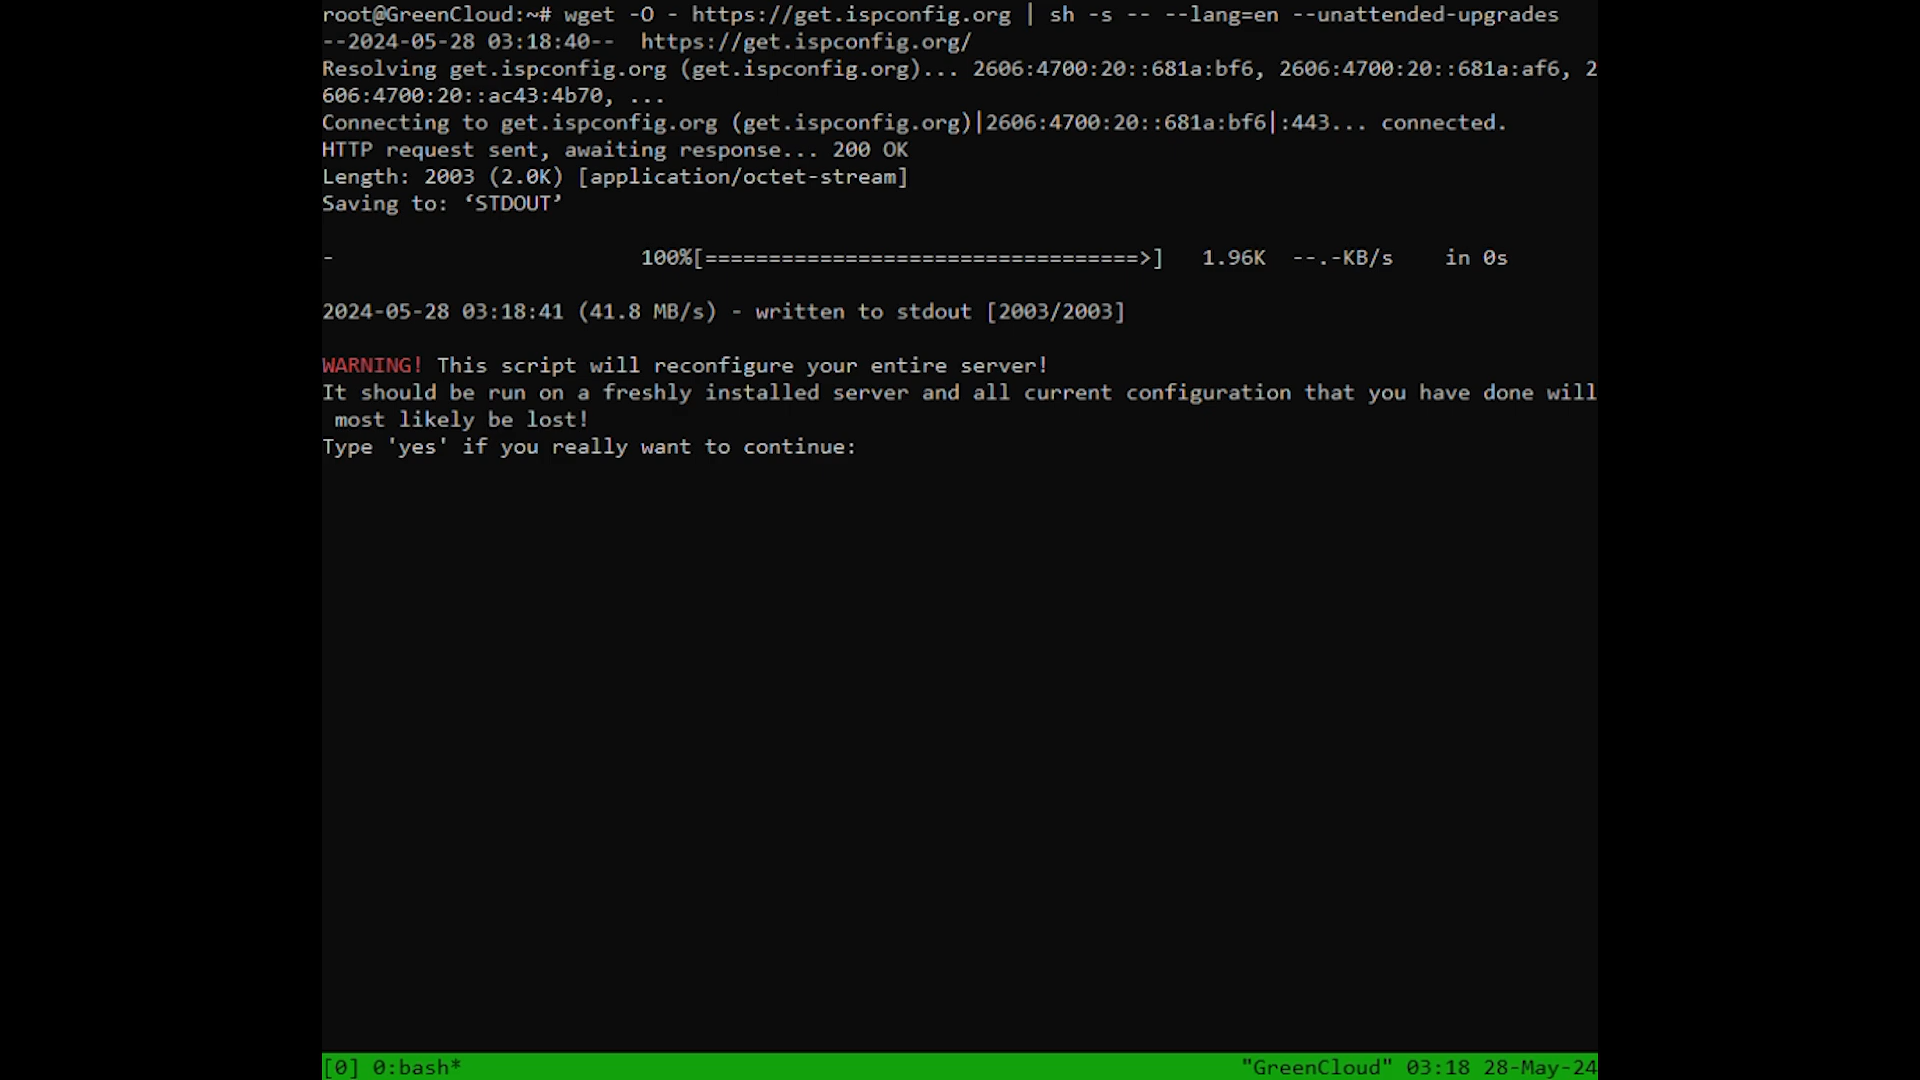 root@GreenCloud:~# wget -O - https://get.ispconfig.org | sh -s -- --lang=en --unattended-upgrades
--2024-05-28 03:18:40--  https://get.ispconfig.org/
Resolving get.ispconfig.org (get.ispconfig.org)... 2606:4700:20::681a:bf6, 2606:4700:20::681a:af6, 2
606:4700:20::ac43:4b70, ...
Connecting to get.ispconfig.org (get.ispconfig.org)|2606:4700:20::681a:bf6|:443... connected.
HTTP request sent, awaiting response... 200 OK
Length: 2003 (2.0K) [application/octet-stream]
Saving to: ‘STDOUT’
-                        100%[==================================>]   1.96K  --.-KB/s    in 0s
2024-05-28 03:18:41 (41.8 MB/s) - written to stdout [2003/2003]
WARNING! This script will reconfigure your entire server!
It should be run on a freshly installed server and all current configuration that you have done will
most likely be lost!
Type 'yes' if you really want to continue:
[0] 0:bash* "GreenCloud" 03:18 28-May-24